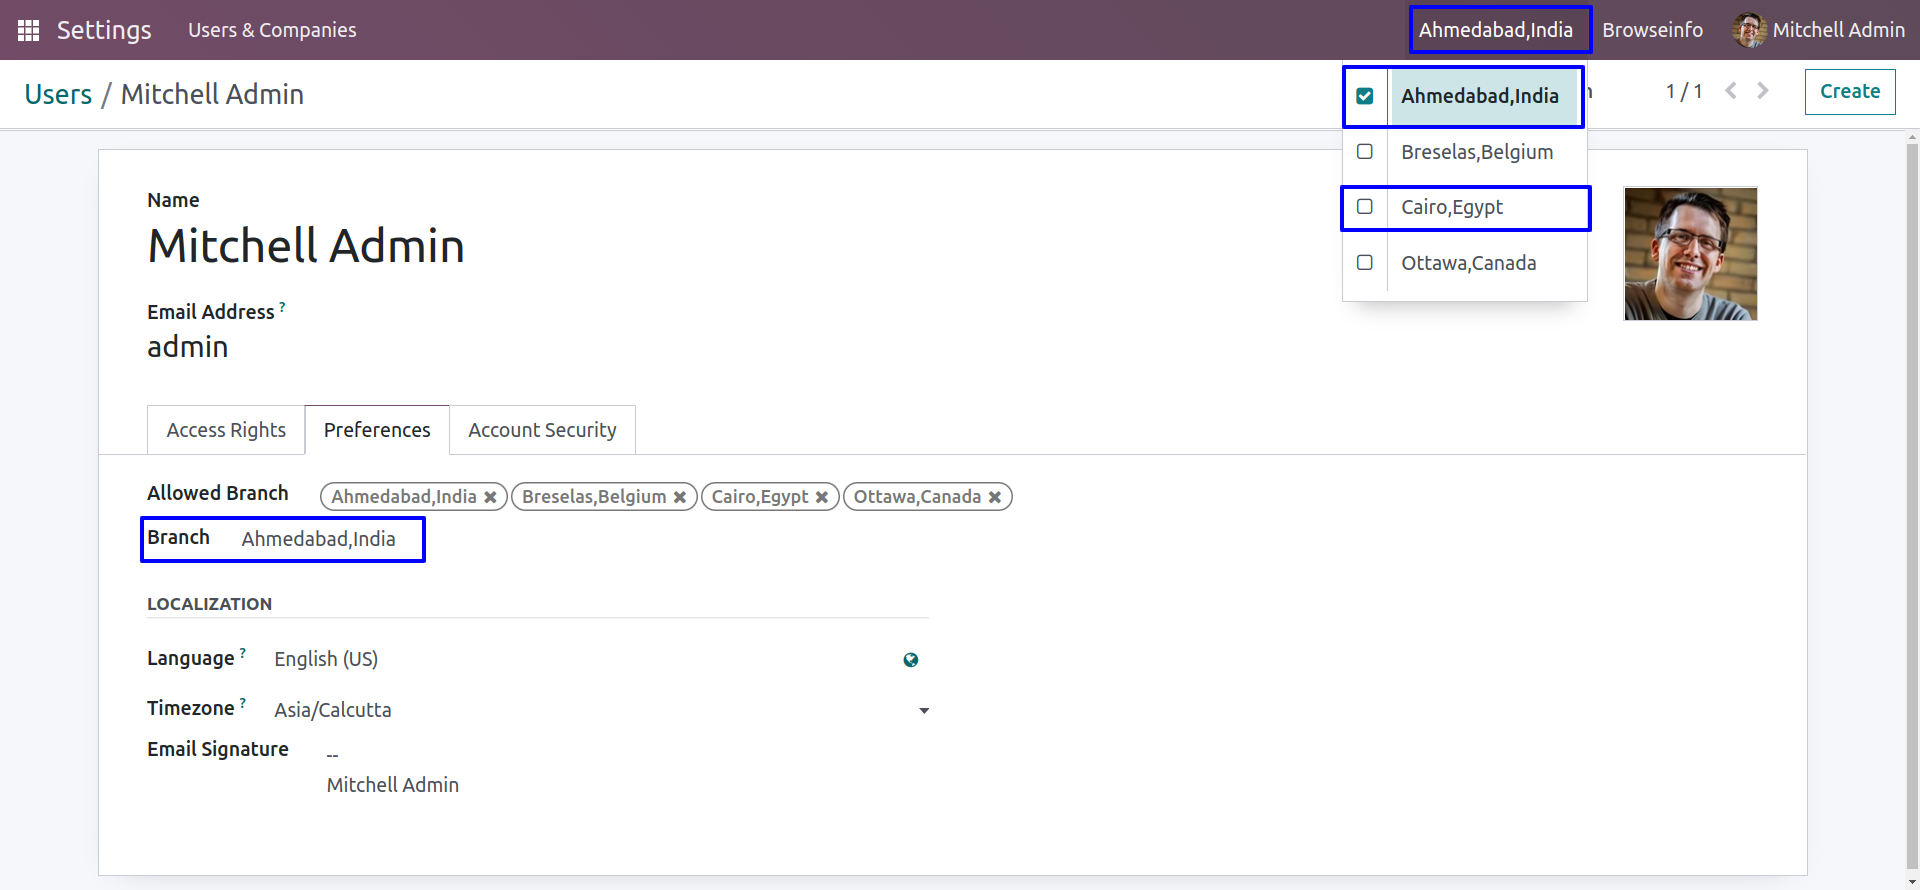 Settings Users & Companies Ahmedabad,India Browseinfo Mitchell Admin
Users / Mitchell Admin 1 / 1 Create
Ahmedabad,India
Breselas,Belgium
Cairo,Egypt
Ottawa,Canada
Name
Mitchell Admin
Email Address ?
admin
Access Rights Preferences Account Security
Allowed Branch Ahmedabad,India ✖ Breselas,Belgium ✖ Cairo,Egypt ✖ Ottawa,Canada ✖
Branch Ahmedabad,India
LOCALIZATION
Language ? English (US)
Timezone ? Asia/Calcutta
Email Signature --
Mitchell Admin